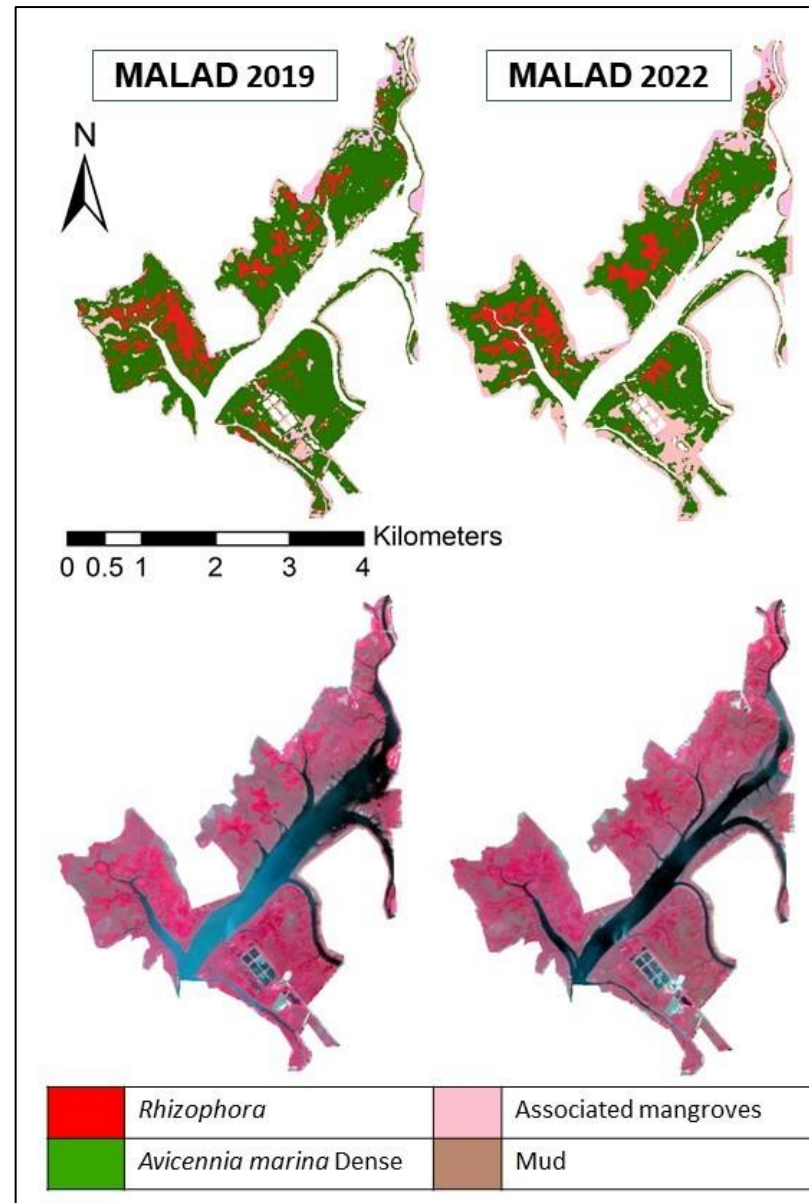 MALAD 2019
MALAD 2022
N
Kilometers
0 0.5 1 2 3 4
Rhizophora
Associated mangroves
Avicennia marina Dense
Mud